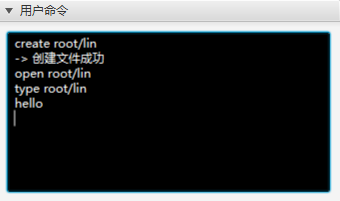 用户命令
create root/lin
-> 创建文件成功
open root/lin
type root/lin
hello